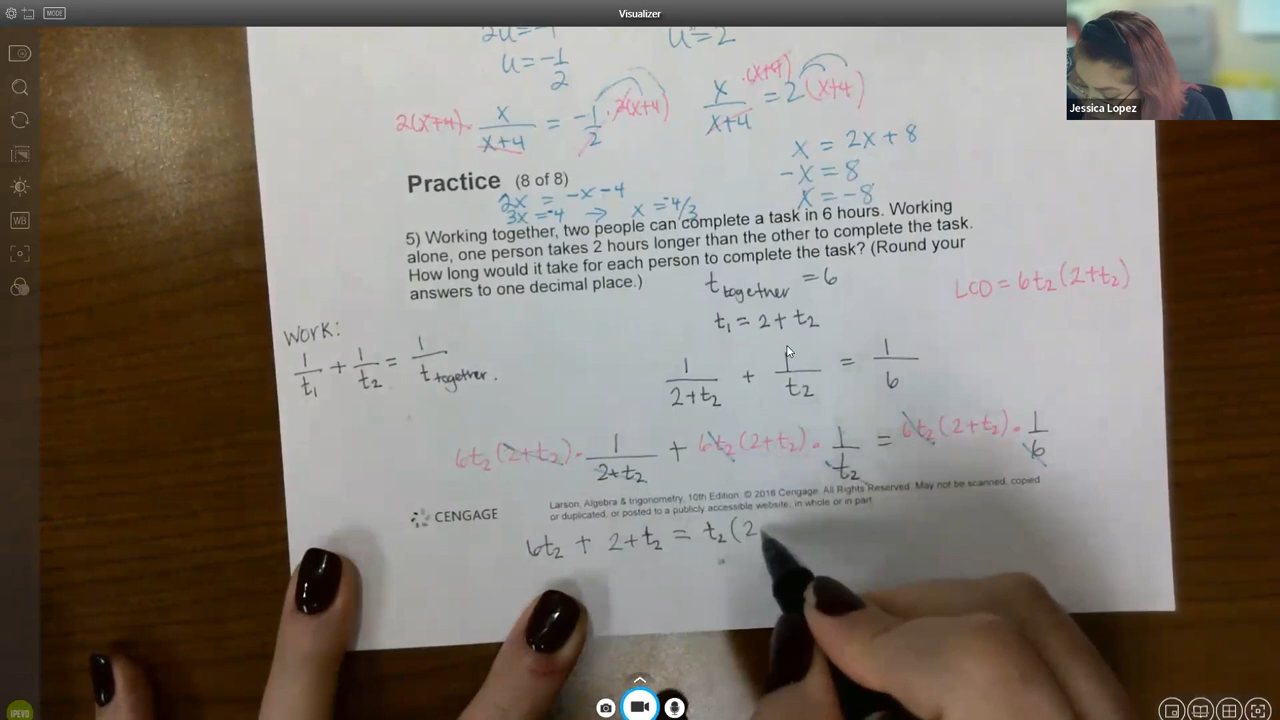 MODE
Visualizer
Jessica Lopez
2u=-1
u=2
u=-1/2
2(x+4)· x/(x+4) = -1/2 · 2(x+4)
x/(x+4) ·(x+4) = 2(x+4)
x = 2x+8
-x = 8
x = -8
Practice (8 of 8)
2x = -x-4
3x=-4 → x = -4/3
5) Working together, two people can complete a task in 6 hours. Working
alone, one person takes 2 hours longer than the other to complete the task.
How long would it take for each person to complete the task? (Round your
answers to one decimal place.)
t together = 6
LCD = 6t₂(2+t₂)
t₁ = 2+t₂
WORK:
1/t₁ + 1/t₂ = 1/t together.
1/(2+t₂) + 1/t₂ = 1/6
6t₂(2+t₂)· 1/(2+t₂) + 6t₂(2+t₂)· 1/t₂ = 6t₂(2+t₂)· 1/6
Larson, Algebra & trigonometry, 10th Edition. © 2018 Cengage. All Rights Reserved. May not be scanned, copied
or duplicated, or posted to a publicly accessible website, in whole or in part
CENGAGE
6t₂ + 2+t₂ = t₂(2
WB
IPEVO